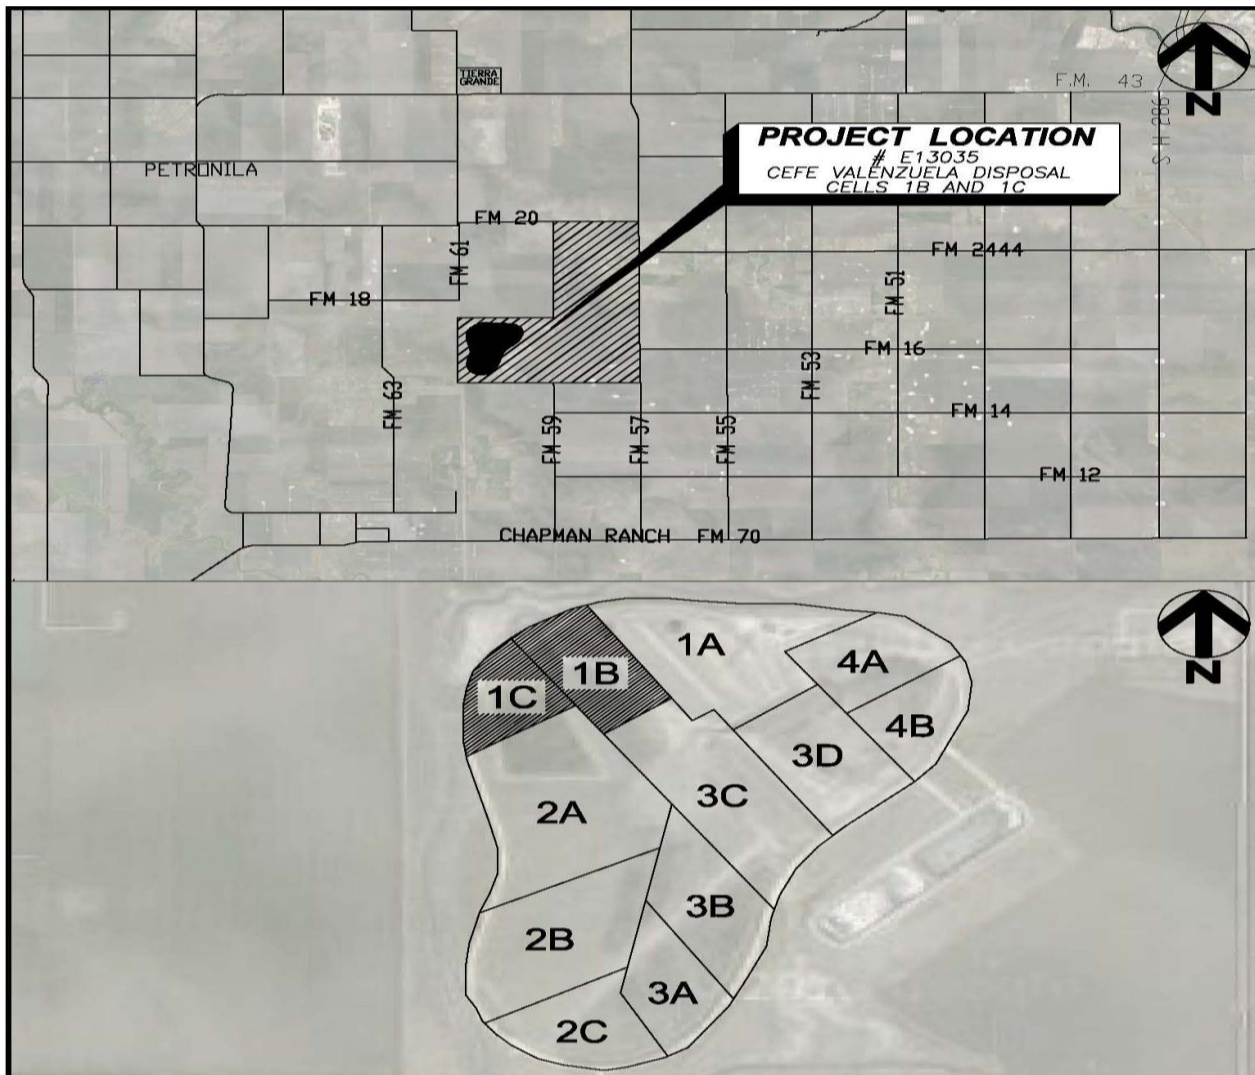 TIERRA
GRANDE
F.M. 43
S H 286
N
PROJECT LOCATION
# E13035
CEFE VALENZUELA DISPOSAL
CELLS 1B AND 1C
PETRONILA
FM 20
FM 61
FM 2444
FM 18
FM 51
FM 16
FM 53
FM 63
FM 14
FM 59
FM 57
FM 55
FM 12
CHAPMAN RANCH FM 70
N
1A
4A
1B
1C
4B
3D
3C
2A
3B
2B
3A
2C